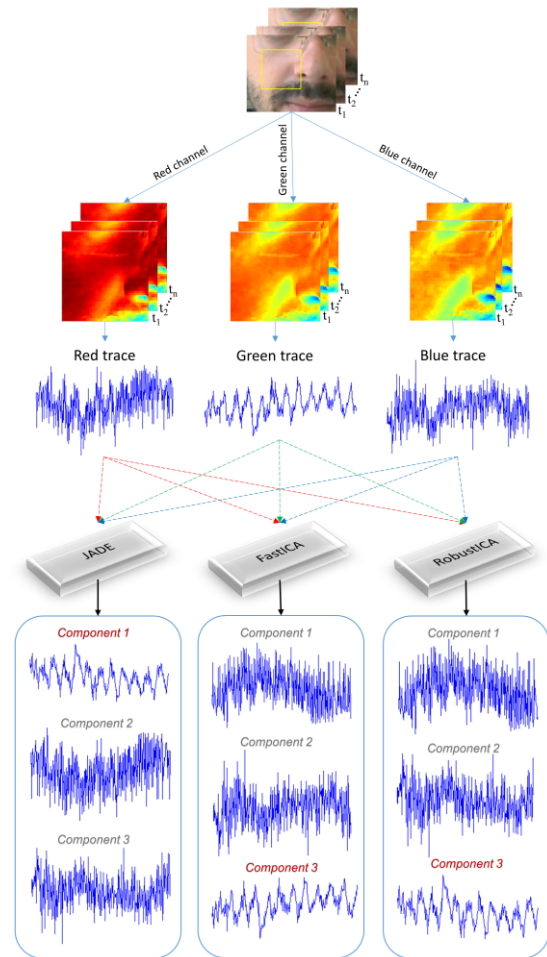 t₁ t₂ ... tₙ
Red channel
Green channel
Blue channel
t₁ t₂ ... tₙ
t₁ t₂ ... tₙ
t₁ t₂ ... tₙ
Red trace
Green trace
Blue trace
JADE
FastICA
RobustICA
Component 1
Component 2
Component 3
Component 1
Component 2
Component 3
Component 1
Component 2
Component 3